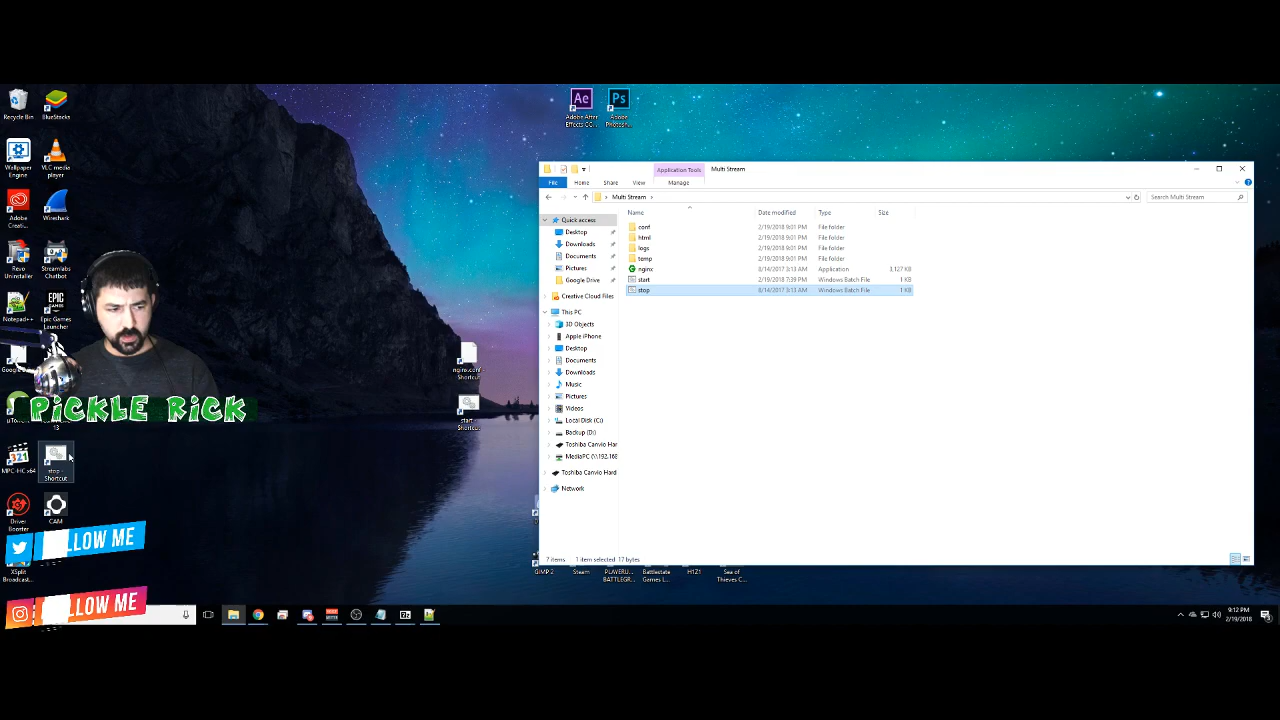 Recycle Bin
BlueStacks
Wallpaper Engine
VLC media player
Adobe Creati...
Wireshark
Revo Uninstaller
Streamlabs Chatbot
Notepad++
Epic Games Launcher
EPIC GAMES
13
MPC-HC x64
stop - Shortcut
Driver Booster
CAM
XSplit Broadcast...
PICKLE RICK
LLOW ME
LLOW ME
Ae
Ps
Adobe After Effects CC...
Adobe Photosh...
nginx.conf - Shortcut
start - Shortcut
Application Tools
Multi Stream
File
Home
Share
View
Manage
Multi Stream
Search Multi Stream
Name
Date modified
Type
Size
conf 2/19/2018 9:01 PM File folder
html 2/19/2018 9:01 PM File folder
logs 2/19/2018 9:01 PM File folder
temp 2/19/2018 9:01 PM File folder
nginx 8/14/2017 3:13 AM Application 3,127 KB
start 2/19/2018 7:39 PM Windows Batch File 1 KB
stop 8/14/2017 3:13 AM Windows Batch File 1 KB
Quick access
Desktop
Downloads
Documents
Pictures
Google Drive
Creative Cloud Files
This PC
3D Objects
Apple iPhone
Desktop
Documents
Downloads
Music
Pictures
Videos
Local Disk (C:)
Backup (D:)
Toshiba Canvio Hard
MediaPC (\\192.168
Toshiba Canvio Hard
Network
7 items
1 item selected 17 bytes
GIMP 2
Steam
PLAYERU... BATTLEGR...
Battlestate Games L...
H1Z1
Sea of Thieves C...
9:12 PM
2/19/2018